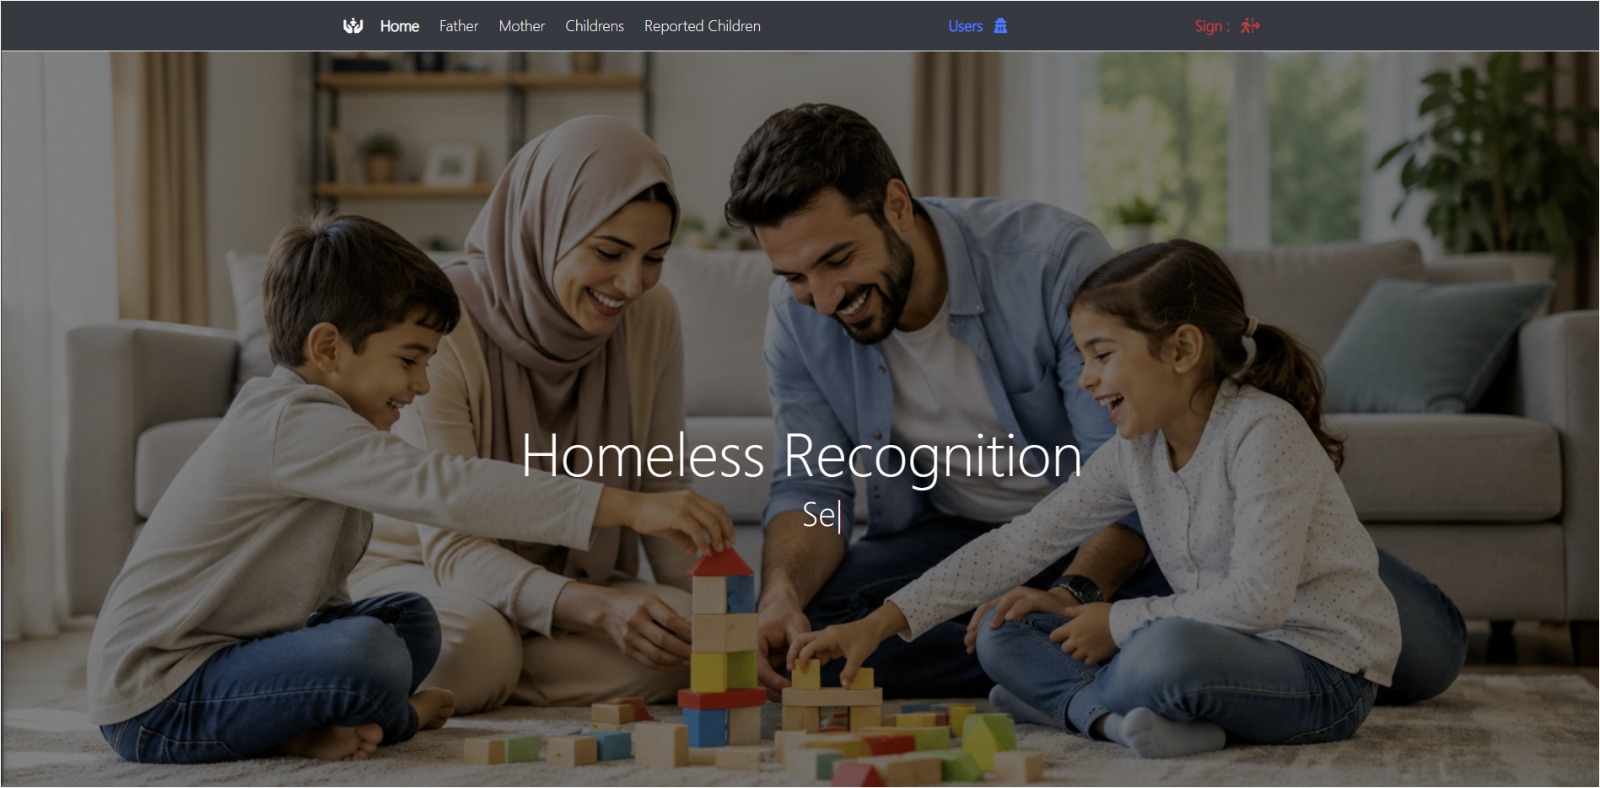 Home Father Mother Childrens Reported Children Users Sign :
Homeless Recognition
Se|